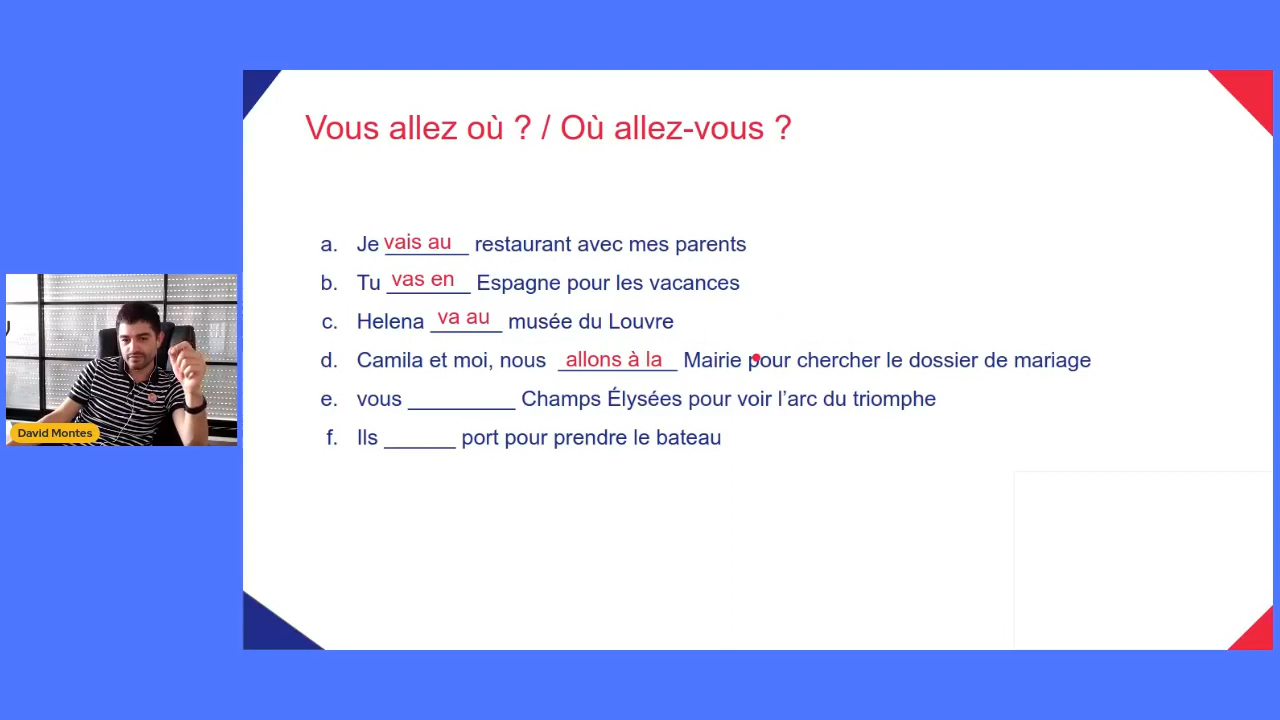 Vous allez où ? / Où allez-vous ?
a. Je vais au restaurant avec mes parents
b. Tu vas en Espagne pour les vacances
c. Helena va au musée du Louvre
d. Camila et moi, nous allons à la Mairie pour chercher le dossier de mariage
e. vous _________ Champs Élysées pour voir l’arc du triomphe
f. Ils ______ port pour prendre le bateau
David Montes